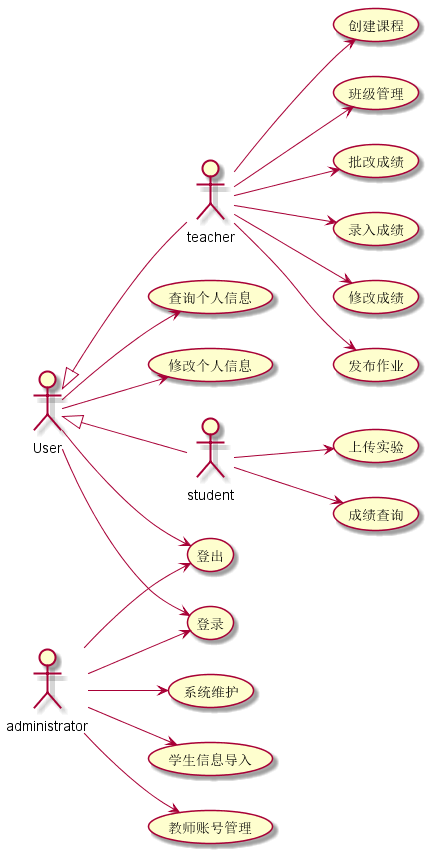 创建课程
班级管理
批改成绩
teacher
录入成绩
查询个人信息
修改成绩
修改个人信息
发布作业
User
上传实验
student
成绩查询
登出
登录
系统维护
administrator
学生信息导入
教师账号管理